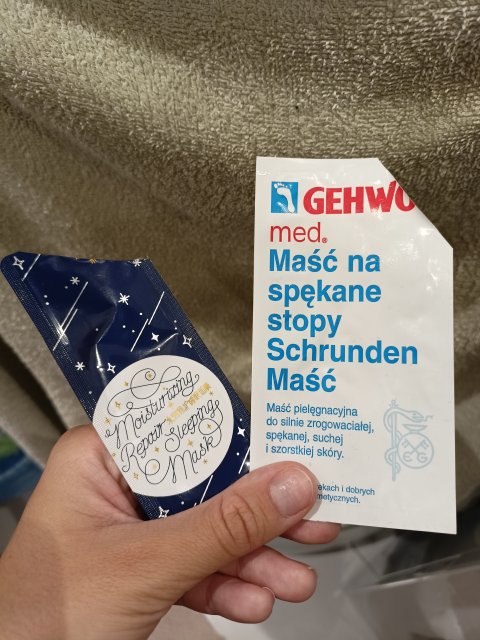 Moisturizing
Repair
Sleeping
Mask
GEHWO
med.
Maść na
spękane
stopy
Schrunden
Maść
Maść pielęgnacyjna
do silnie zrogowaciałej,
spękanej, suchej
i szorstkiej skóry.
i dobrych